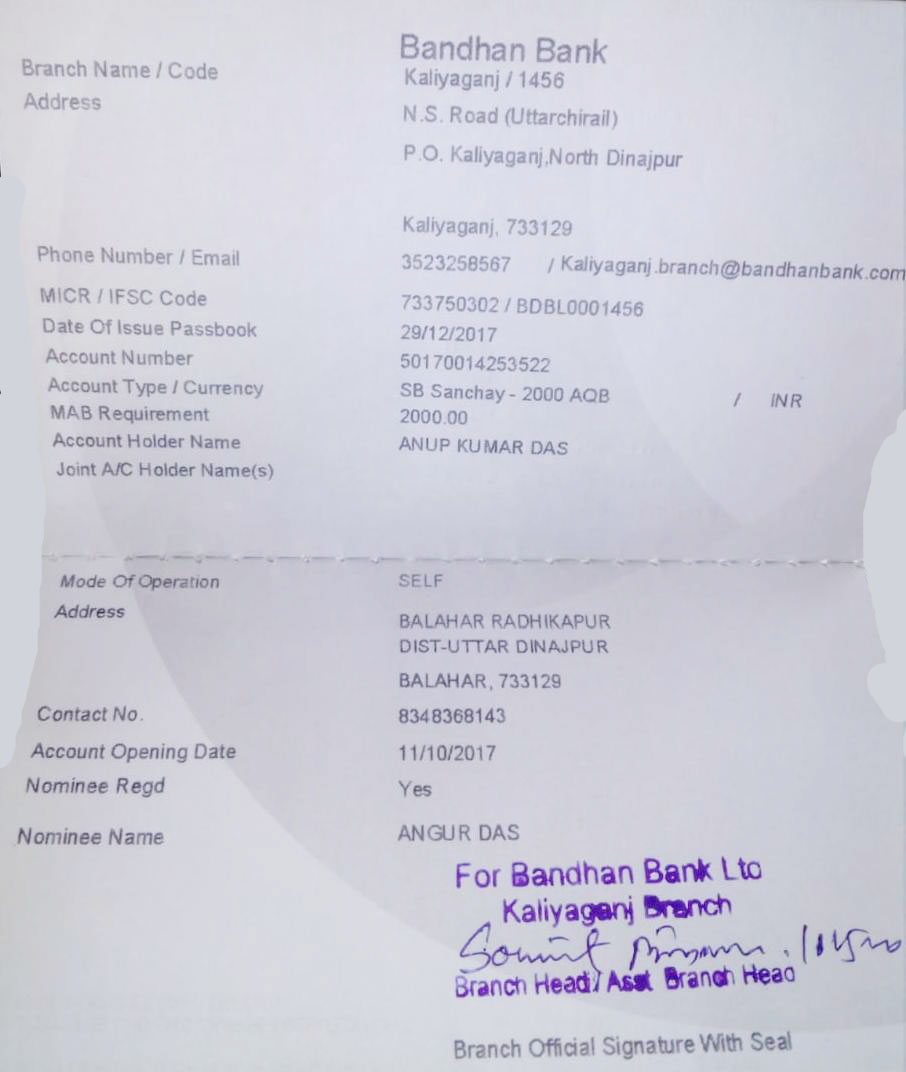 Bandhan Bank
Branch Name / Code Kaliyaganj / 1456
Address N.S. Road (Uttarchirail)
P.O. Kaliyaganj,North Dinajpur
Kaliyaganj, 733129
Phone Number / Email 3523258567 / Kaliyaganj.branch@bandhanbank.com
MICR / IFSC Code 733750302 / BDBL0001456
Date Of Issue Passbook 29/12/2017
Account Number 50170014253522
Account Type / Currency SB Sanchay - 2000 AQB / INR
MAB Requirement 2000.00
Account Holder Name ANUP KUMAR DAS
Joint A/C Holder Name(s)
Mode Of Operation SELF
Address BALAHAR RADHIKAPUR
DIST-UTTAR DINAJPUR
BALAHAR, 733129
Contact No. 8348368143
Account Opening Date 11/10/2017
Nominee Regd Yes
Nominee Name ANGUR DAS
For Bandhan Bank Ltd
Kaliyaganj Branch
Branch Head / Asst Branch Head
Branch Official Signature With Seal